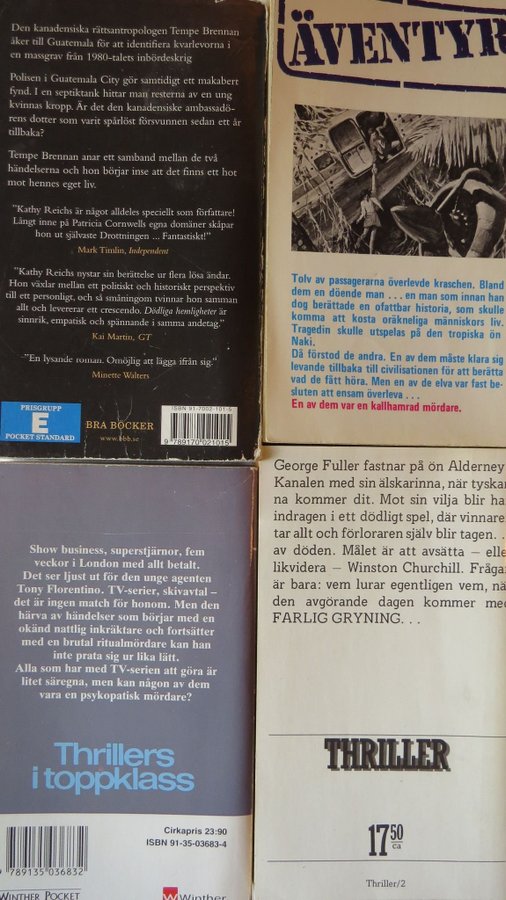 Den kanadensiska rättsantropologen Tempe Brennan
åker till Guatemala för att identifiera kvarlevorna i
en massgrav från 1980-talets inbördeskrig
Polisen i Guatemala City gör samtidigt ett makabert
fynd. I en septiktank hittar man resterna av en ung
kvinnas kropp. Är det den kanadensiske ambassadö-
rens dotter som varit spårlöst försvunnen sedan ett år
tillbaka?
Tempe Brennan anar ett samband mellan de två
händelserna och hon börjar inse att det finns ett hot
mot hennes eget liv.
”Kathy Reichs är något alldeles speciellt som författare!
Långt inne på Patricia Cornwells egna domäner skåpar
hon ut självaste Drottningen ... Fantastiskt!”
Mark Timlin, Independent
”Kathy Reichs nystar sin berättelse ur flera lösa ändar.
Hon växlar mellan ett politiskt och historiskt perspektiv
till ett personligt, och så småningom tvinnar hon samman
allt och levererar ett crescendo. Dödliga hemligheter är
sinnrik, empatisk och spännande i samma andetag.”
Kai Martin, GT
”En lysande roman. Omöjlig att lägga ifrån sig.”
Minette Walters
PRISGRUPP
E
POCKET STANDARD
BRA BÖCKER
www.bbb.se
ISBN 91-7002-101-5
9789170021015
ÄVENTYR
Tolv av passagerarna överlevde kraschen. Bland
dem en döende man . . . en man som innan han
dog berättade en ofattbar historia, som skulle
komma att kosta oräkneliga människors liv.
Tragedin skulle utspelas på den tropiska ön
Naki.
Då förstod de andra. En av dem måste klara sig
levande tillbaka till civilisationen för att berätta
vad de fått höra. Men en av de elva var fast be-
sluten att ensam överleva . . .
En av dem var en kallhamrad mördare.
Show business, superstjärnor, fem
veckor i London med allt betalt.
Det ser ljust ut för den unge agenten
Tony Florentino. TV-serier, skivavtal –
det är ingen match för honom. Men den
härva av händelser som börjar med en
okänd nattlig inkräktare och fortsätter
med en brutal ritualmördare kan han
inte prata sig ur lika lätt.
Alla som har med TV-serien att göra är
litet säregna, men kan någon av dem
vara en psykopatisk mördare?
Thrillers
i toppklass
Cirkapris 23:90
ISBN 91-35-03683-4
789135036832
WINTHER POCKET
Winther
George Fuller fastnar på ön Alderney
Kanalen med sin älskarinna, när tyskar
na kommer dit. Mot sin vilja blir ha
indragen i ett dödligt spel, där vinnare
tar allt och förloraren själv blir tagen. .
av döden. Målet är att avsätta – elle
likvidera – Winston Churchill. Fråga
är bara: vem lurar egentligen vem, nä
den avgörande dagen kommer med
FARLIG GRYNING. . .
THRILLER
17 50
ca
Thriller/2